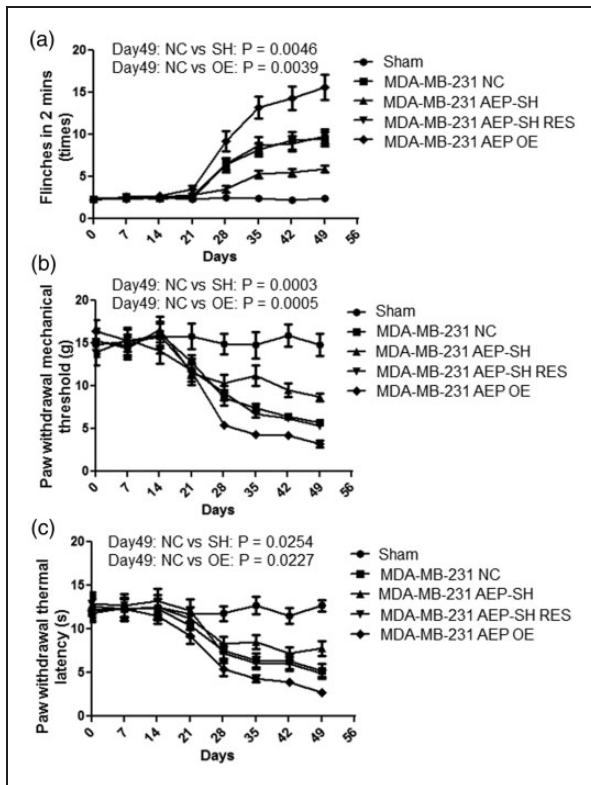 (a)
Day49: NC vs SH: P = 0.0046
Day49: NC vs OE: P = 0.0039
Flinches in 2 mins
(times)
20
15
10
5
0
0 7 14 21 28 35 42 49 56
Days
Sham
MDA-MB-231 NC
MDA-MB-231 AEP-SH
MDA-MB-231 AEP-SH RES
MDA-MB-231 AEP OE
(b)
Day49: NC vs SH: P = 0.0003
Day49: NC vs OE: P = 0.0005
Paw withdrawal mechanical
threshold (g)
20
15
10
5
0
0 7 14 21 28 35 42 49 56
Days
Sham
MDA-MB-231 NC
MDA-MB-231 AEP-SH
MDA-MB-231 AEP-SH RES
MDA-MB-231 AEP OE
(c)
Day49: NC vs SH: P = 0.0254
Day49: NC vs OE: P = 0.0227
Paw withdrawal thermal
latency (s)
20
15
10
5
0
0 7 14 21 28 35 42 49 56
Days
Sham
MDA-MB-231 NC
MDA-MB-231 AEP-SH
MDA-MB-231 AEP-SH RES
MDA-MB-231 AEP OE